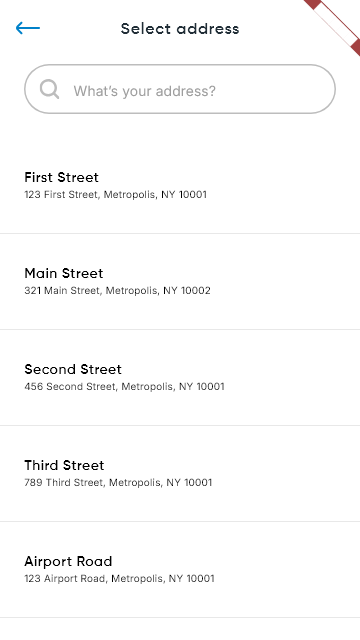 Select address
What's your address?
First Street
123 First Street, Metropolis, NY 10001
Main Street
321 Main Street, Metropolis, NY 10002
Second Street
456 Second Street, Metropolis, NY 10001
Third Street
789 Third Street, Metropolis, NY 10001
Airport Road
123 Airport Road, Metropolis, NY 10001